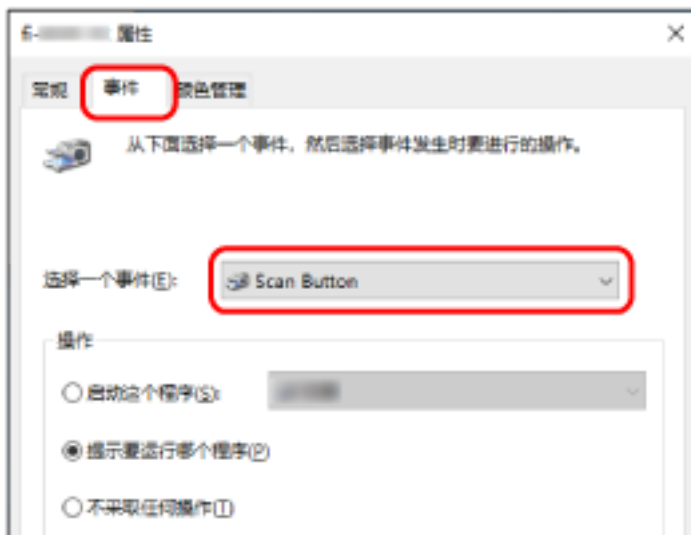 fi- 属性
常规 事件 颜色管理
从下面选择一个事件，然后选择事件发生时要进行的操作。
选择一个事件(E): Scan Button
操作
启动这个程序(S):
提示要运行哪个程序(P)
不采取任何操作(T)